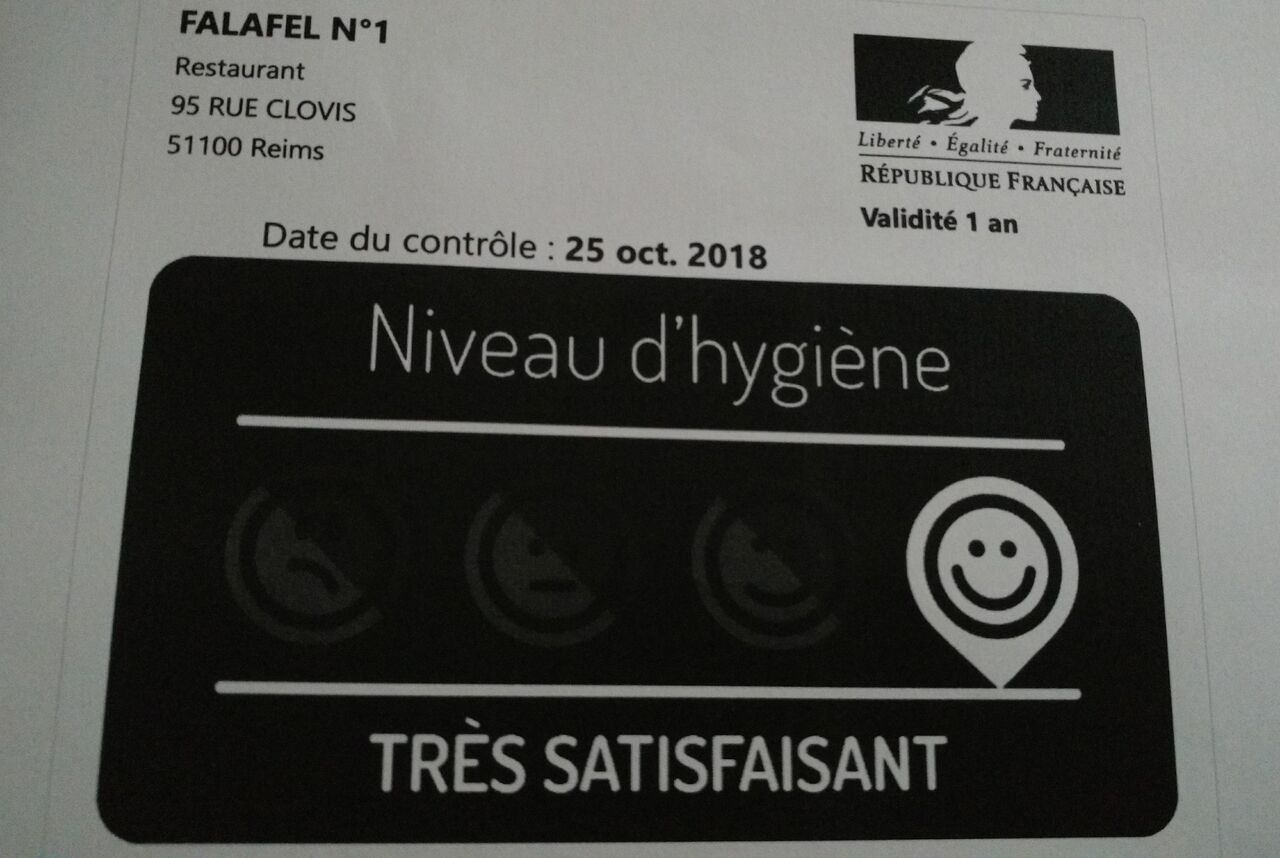 FALAFEL N°1
Restaurant
95 RUE CLOVIS
51100 Reims
Liberté • Égalité • Fraternité
RÉPUBLIQUE FRANÇAISE
Validité 1 an
Date du contrôle : 25 oct. 2018
Niveau d'hygiène
TRÈS SATISFAISANT